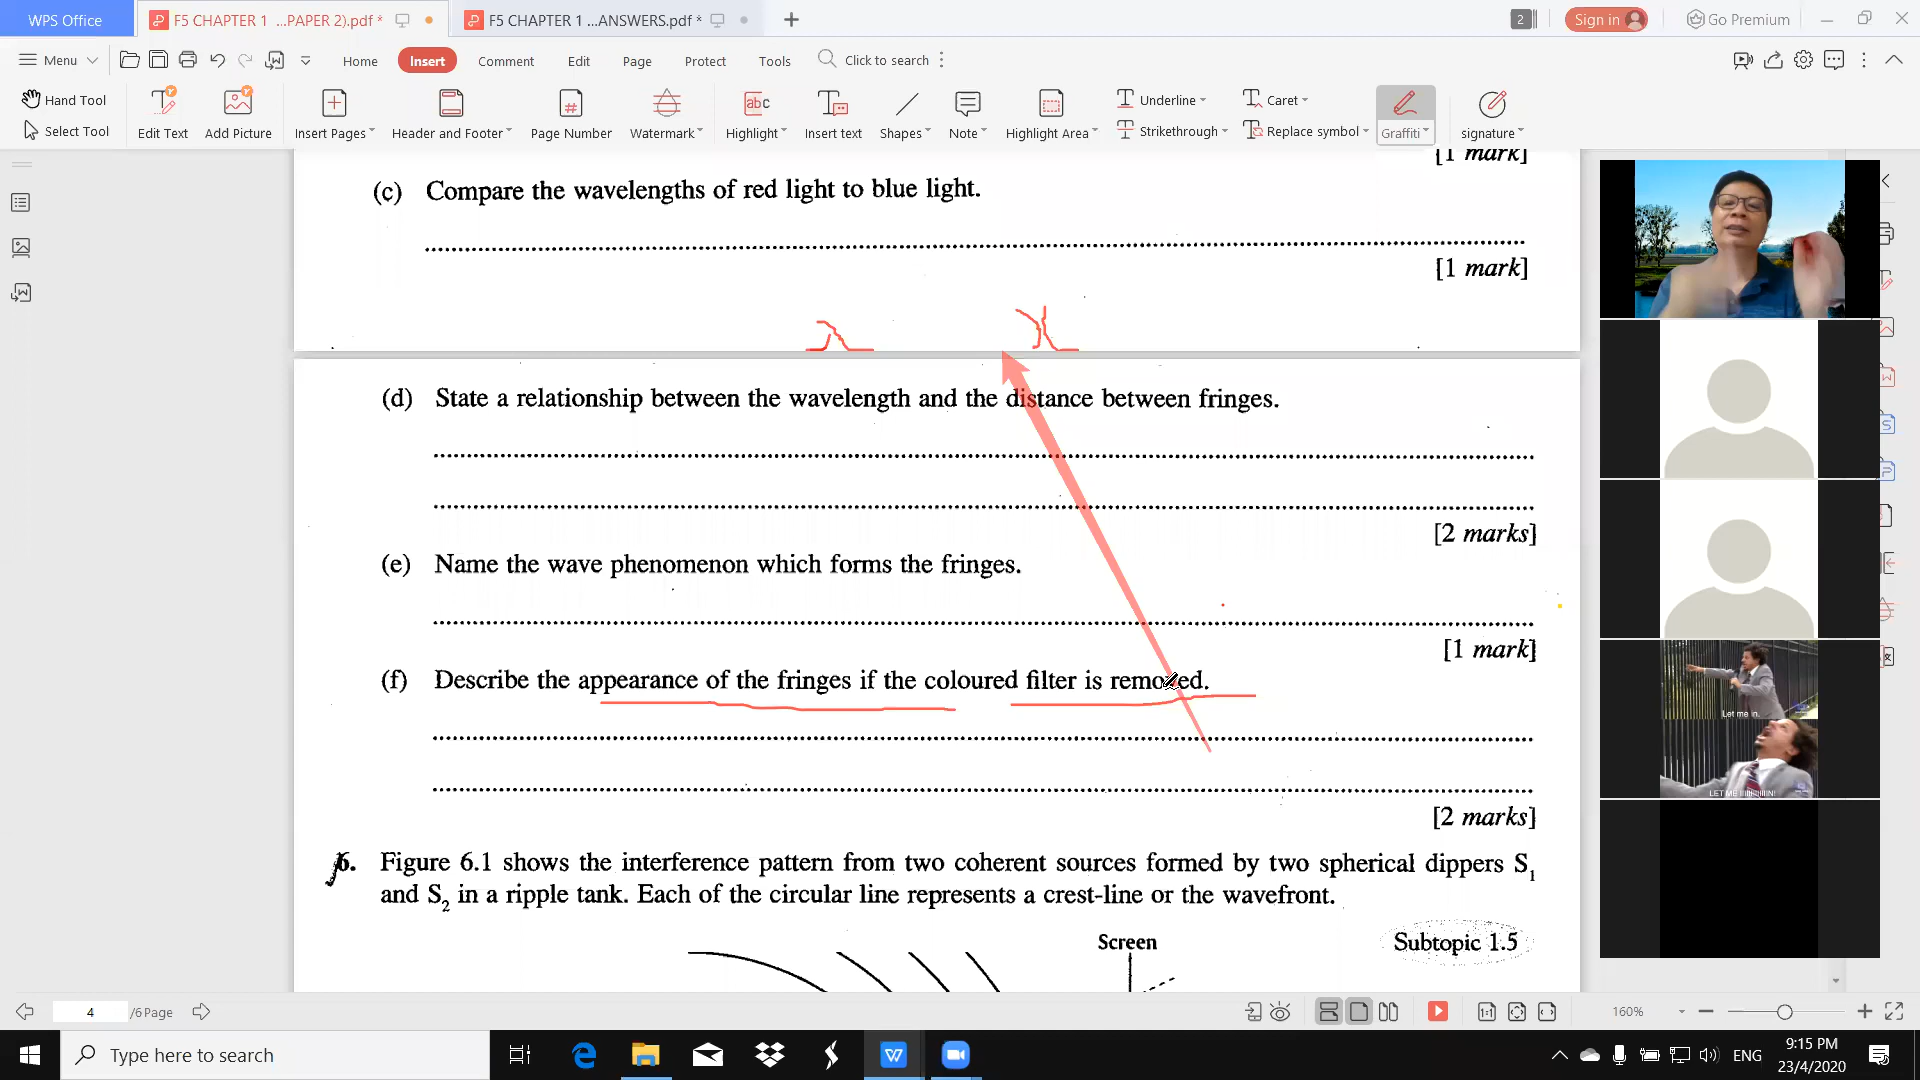 WPS Office
F5 CHAPTER 1 ...PAPER 2).pdf *
F5 CHAPTER 1 ...ANSWERS.pdf *
2
Sign in
Go Premium
Menu
Home
Insert
Comment
Edit
Page
Protect
Tools
Click to search
Hand Tool
Select Tool
Edit Text
Add Picture
Insert Pages
Header and Footer
Page Number
Watermark
Highlight
Insert text
Shapes
Note
Highlight Area
Underline
Strikethrough
Caret
Replace symbol
Graffiti
signature
[1 mark]
(c) Compare the wavelengths of red light to blue light.
[1 mark]
(d) State a relationship between the wavelength and the distance between fringes.
[2 marks]
(e) Name the wave phenomenon which forms the fringes.
[1 mark]
(f) Describe the appearance of the fringes if the coloured filter is removed.
[2 marks]
6. Figure 6.1 shows the interference pattern from two coherent sources formed by two spherical dippers S₁
and S₂ in a ripple tank. Each of the circular line represents a crest-line or the wavefront.
Screen
Subtopic 1.5
Let me in.
4
/6Page
160%
Type here to search
ENG
9:15 PM
23/4/2020